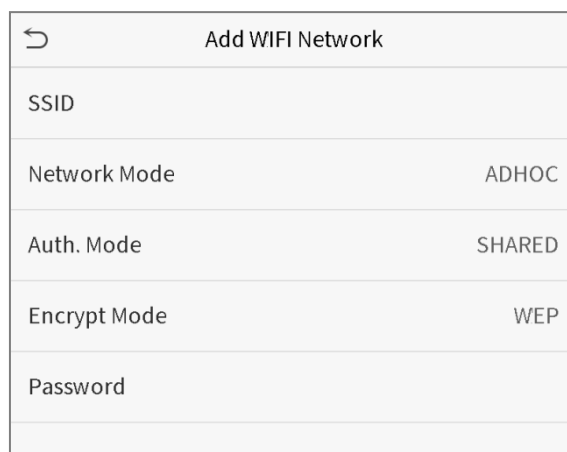 Add WIFI Network
SSID
Network Mode ADHOC
Auth. Mode SHARED
Encrypt Mode WEP
Password